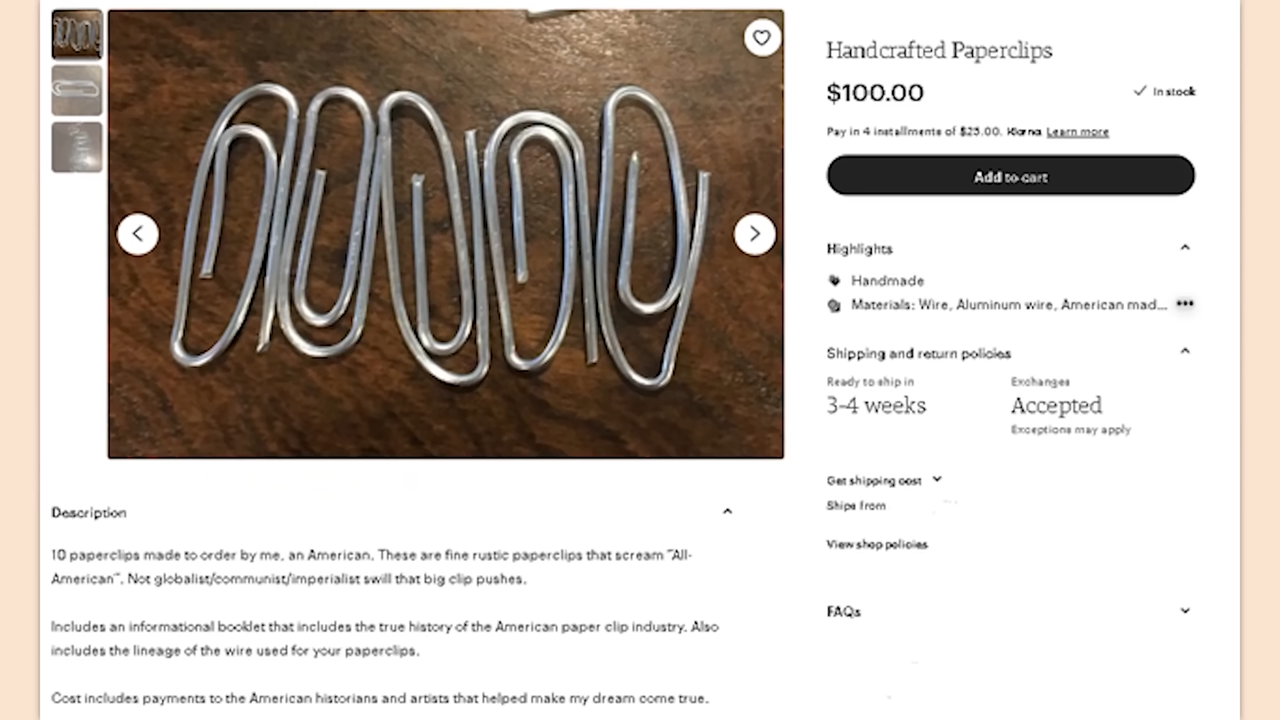 Handcrafted Paperclips
$100.00
In stock
Pay in 4 installments of $25.00. Klarna. Learn more
Add to cart
Highlights
Handmade
Materials: Wire, Aluminum wire, American mad... •••
Shipping and return policies
Ready to ship in
3-4 weeks
Exchanges
Accepted
Exceptions may apply
Get shipping cost
Ships from
View shop policies
FAQs
Description
10 paperclips made to order by me, an American. These are fine rustic paperclips that scream "All-
American". Not globalist/communist/imperialist swill that big clip pushes.
Includes an informational booklet that includes the true history of the American paper clip industry. Also
includes the lineage of the wire used for your paperclips.
Cost includes payments to the American historians and artists that helped make my dream come true.